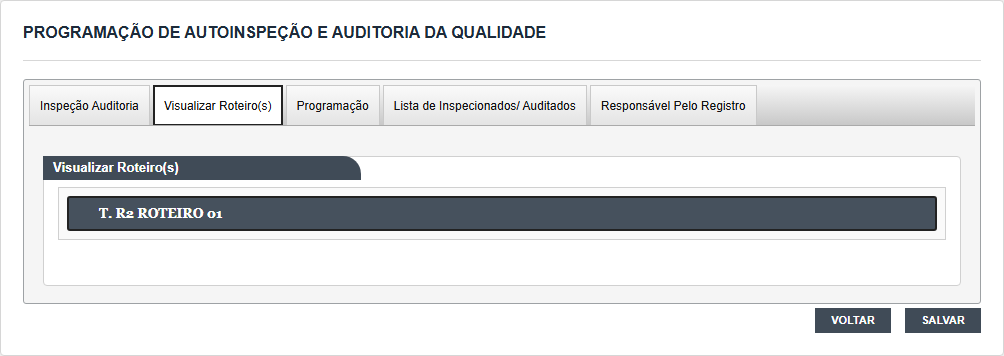 PROGRAMAÇÃO DE AUTOINSPEÇÃO E AUDITORIA DA QUALIDADE
Inspeção Auditoria
Visualizar Roteiro(s)
Programação
Lista de Inspecionados/ Auditados
Responsável Pelo Registro
Visualizar Roteiro(s)
T. R2 ROTEIRO 01
VOLTAR
SALVAR